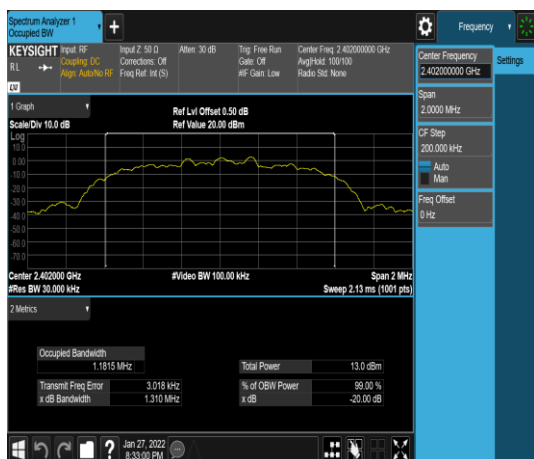 Spectrum Analyzer 1
Occupied BW
Frequency
KEYSIGHT Input: RF Input Z: 50 Ω Atten: 30 dB Trig: Free Run Center Freq: 2.402000000 GHz
RL Coupling: DC Corrections: Off Gate: Off Avg|Hold: 100/100
Align: Auto/No RF Freq Ref: Int (S) #IF Gain: Low Radio Std: None
LW
Center Frequency
2.402000000 GHz
Settings
Span
2.0000 MHz
CF Step
200.000 kHz
Auto
Man
Freq Offset
0 Hz
1 Graph
Ref Lvl Offset 0.50 dB
Scale/Div 10.0 dB Ref Value 20.00 dBm
Log
10.0
0.00
-10.0
-20.0
-30.0
-40.0
-50.0
-60.0
-70.0
Center 2.402000 GHz #Video BW 100.00 kHz Span 2 MHz
#Res BW 30.000 kHz Sweep 2.13 ms (1001 pts)
2 Metrics
Occupied Bandwidth
1.1815 MHz Total Power 13.0 dBm
Transmit Freq Error 3.018 kHz % of OBW Power 99.00 %
x dB Bandwidth 1.310 MHz x dB -20.00 dB
? Jan 27, 2022
8:33:00 PM